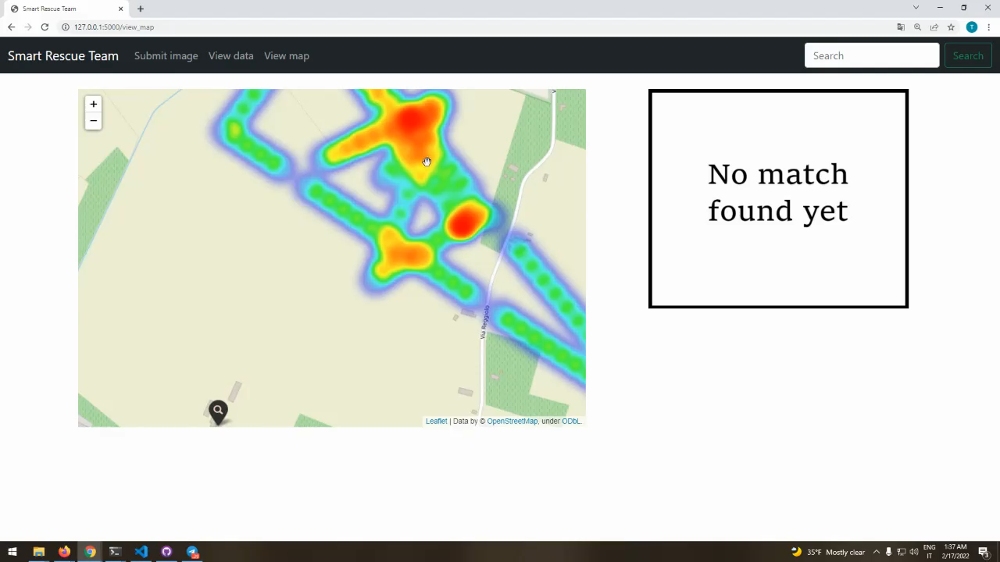 Smart Rescue Team
127.0.0.1:5000/view_map
T
Smart Rescue Team
Submit image
View data
View map
Search
Search
+
−
Via Reggiolo
Leaflet | Data by © OpenStreetMap, under ODbL.
No match
found yet
35°F Mostly clear
ENG
IT
1:37 AM
2/17/2022